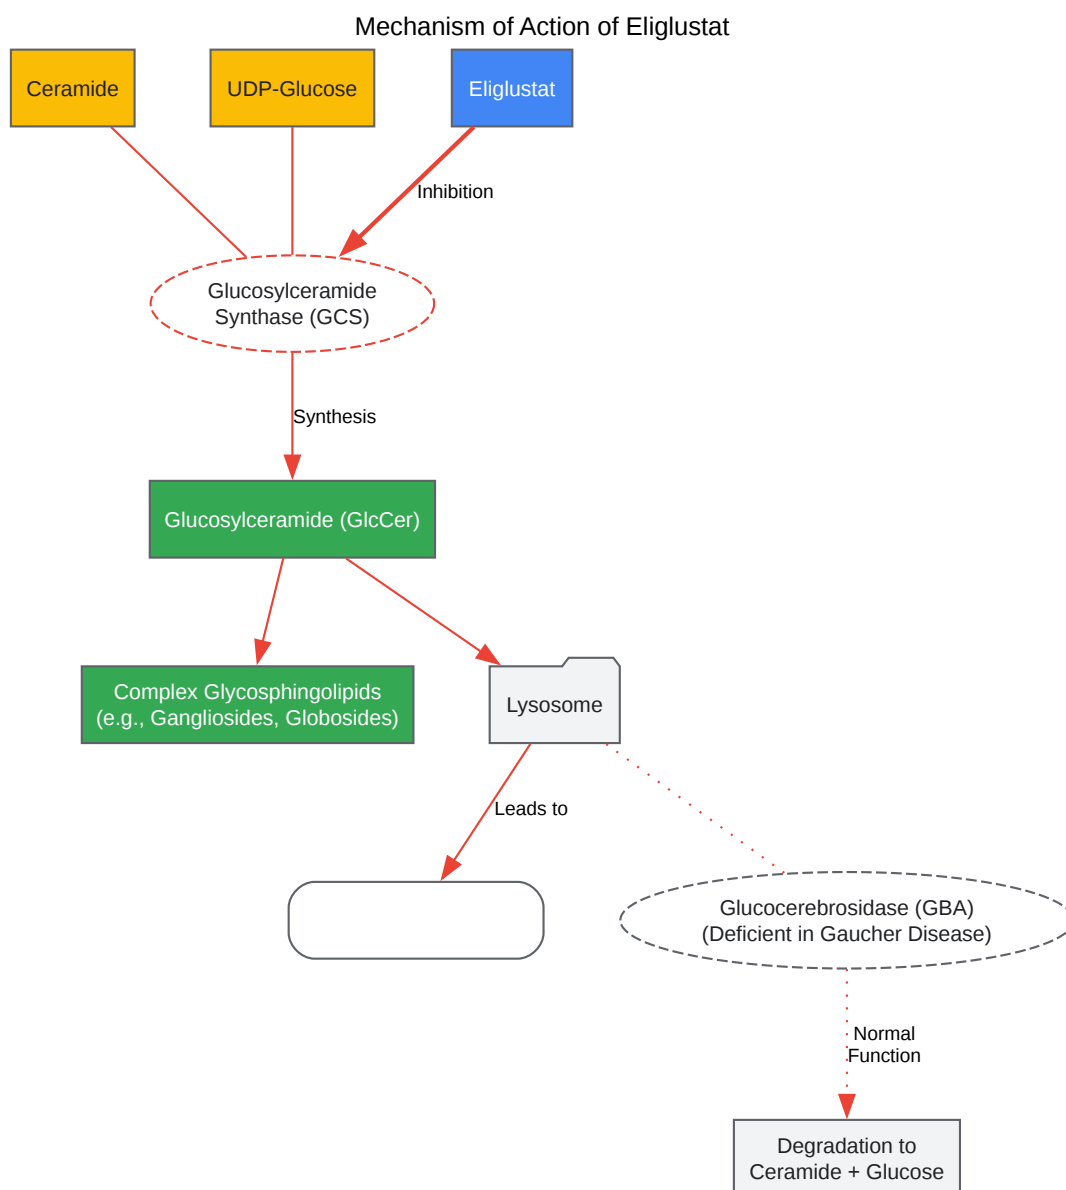 Mechanism of Action of Eliglustat
Ceramide
UDP-Glucose
Eliglustat
Inhibition
Glucosylceramide
Synthase (GCS)
Synthesis
Glucosylceramide (GlcCer)
Complex Glycosphingolipids
(e.g., Gangliosides, Globosides)
Lysosome
Leads to
Glucocerebrosidase (GBA)
(Deficient in Gaucher Disease)
Normal
Function
Degradation to
Ceramide + Glucose